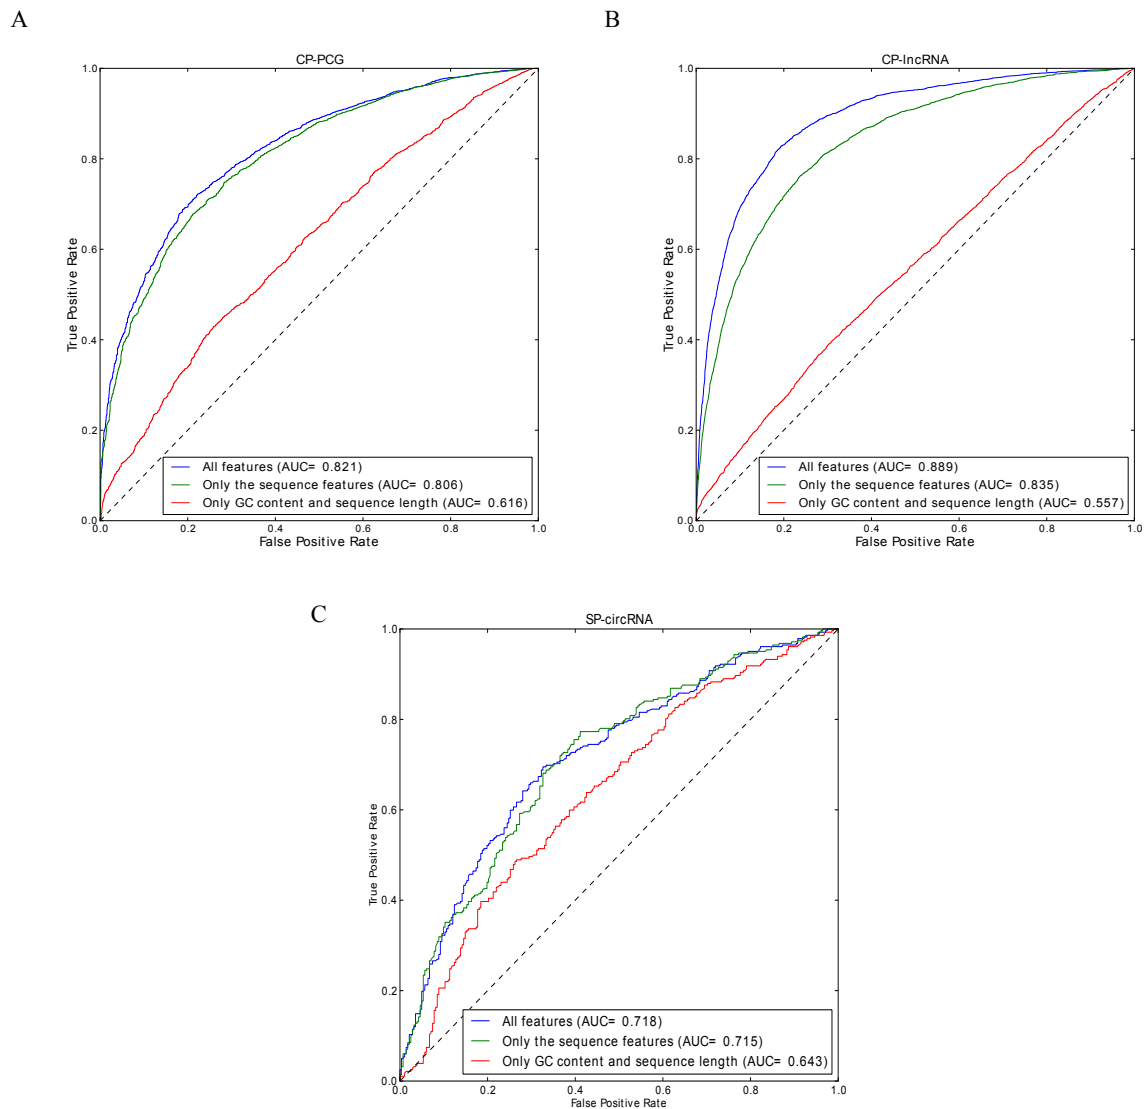 A
CP-PCG
1.0
0.8
0.6
0.4
0.2
0.0
True Positive Rate
All features (AUC= 0.821)
Only the sequence features (AUC= 0.806)
Only GC content and sequence length (AUC= 0.616)
0.0 0.2 0.4 0.6 0.8 1.0
False Positive Rate
B
CP-lncRNA
1.0
0.8
0.6
0.4
0.2
0.0
True Positive Rate
All features (AUC= 0.889)
Only the sequence features (AUC= 0.835)
Only GC content and sequence length (AUC= 0.557)
0.0 0.2 0.4 0.6 0.8 1.0
False Positive Rate
C
SP-circRNA
1.0
0.8
0.6
0.4
0.2
0.0
True Positive Rate
All features (AUC= 0.718)
Only the sequence features (AUC= 0.715)
Only GC content and sequence length (AUC= 0.643)
0.0 0.2 0.4 0.6 0.8 1.0
False Positive Rate